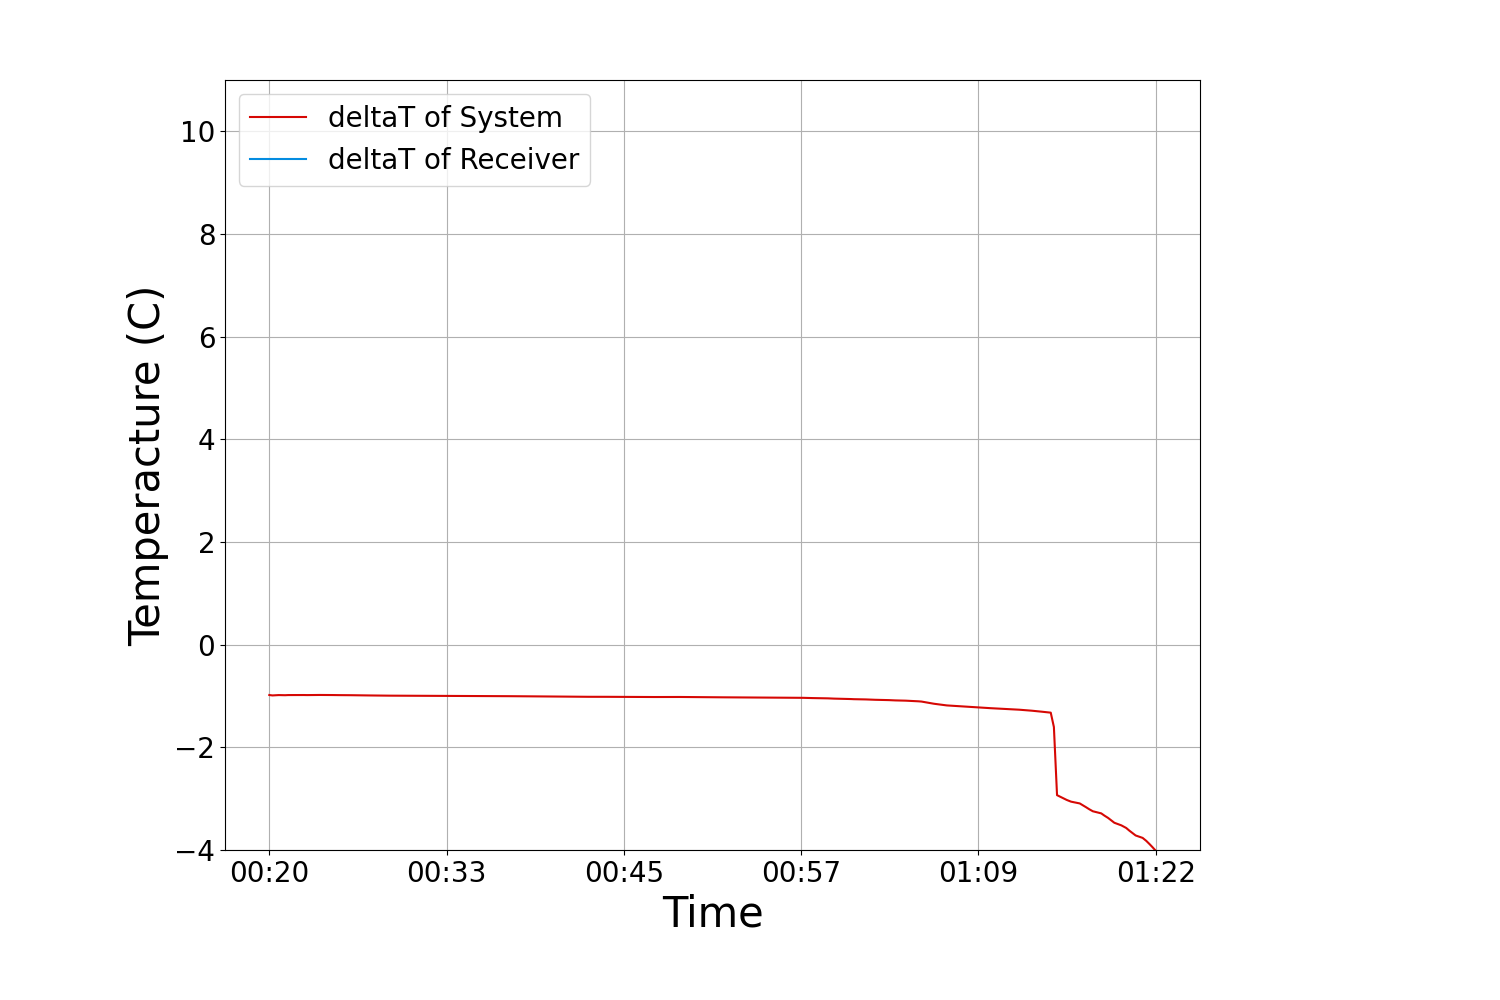 deltaT of System
deltaT of Receiver
10
8
6
4
2
0
−2
−4
Temperacture (C)
00:20 00:33 00:45 00:57 01:09 01:22
Time